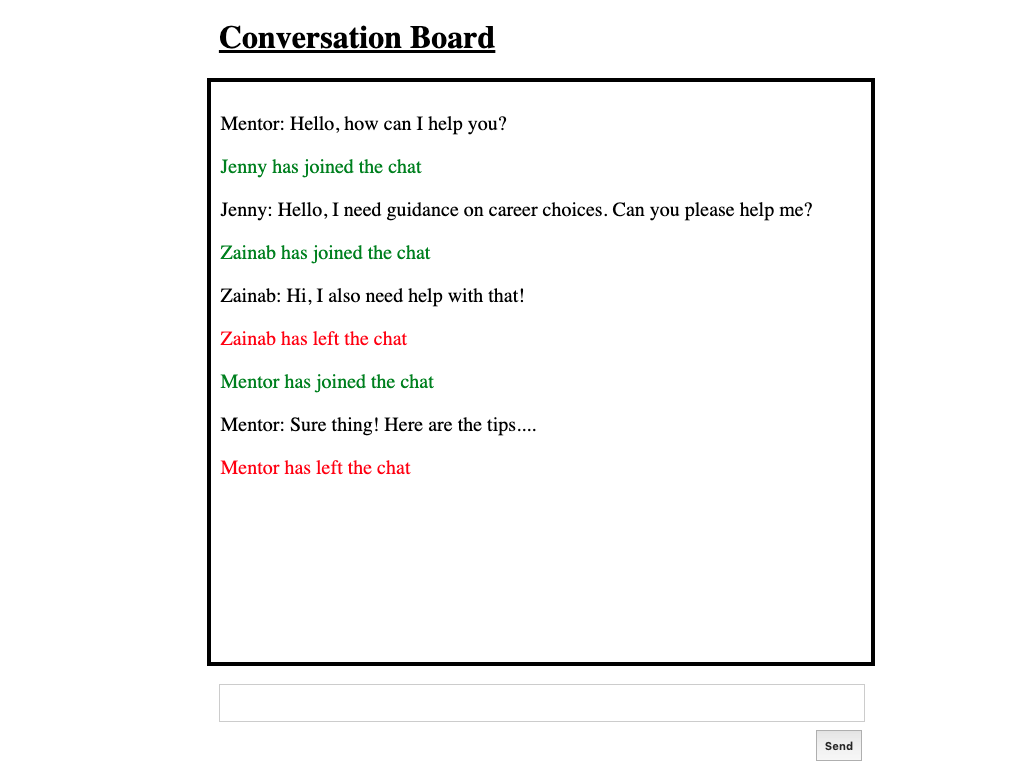 Conversation Board
Mentor: Hello, how can I help you?
Jenny has joined the chat
Jenny: Hello, I need guidance on career choices. Can you please help me?
Zainab has joined the chat
Zainab: Hi, I also need help with that!
Zainab has left the chat
Mentor has joined the chat
Mentor: Sure thing! Here are the tips....
Mentor has left the chat
Send